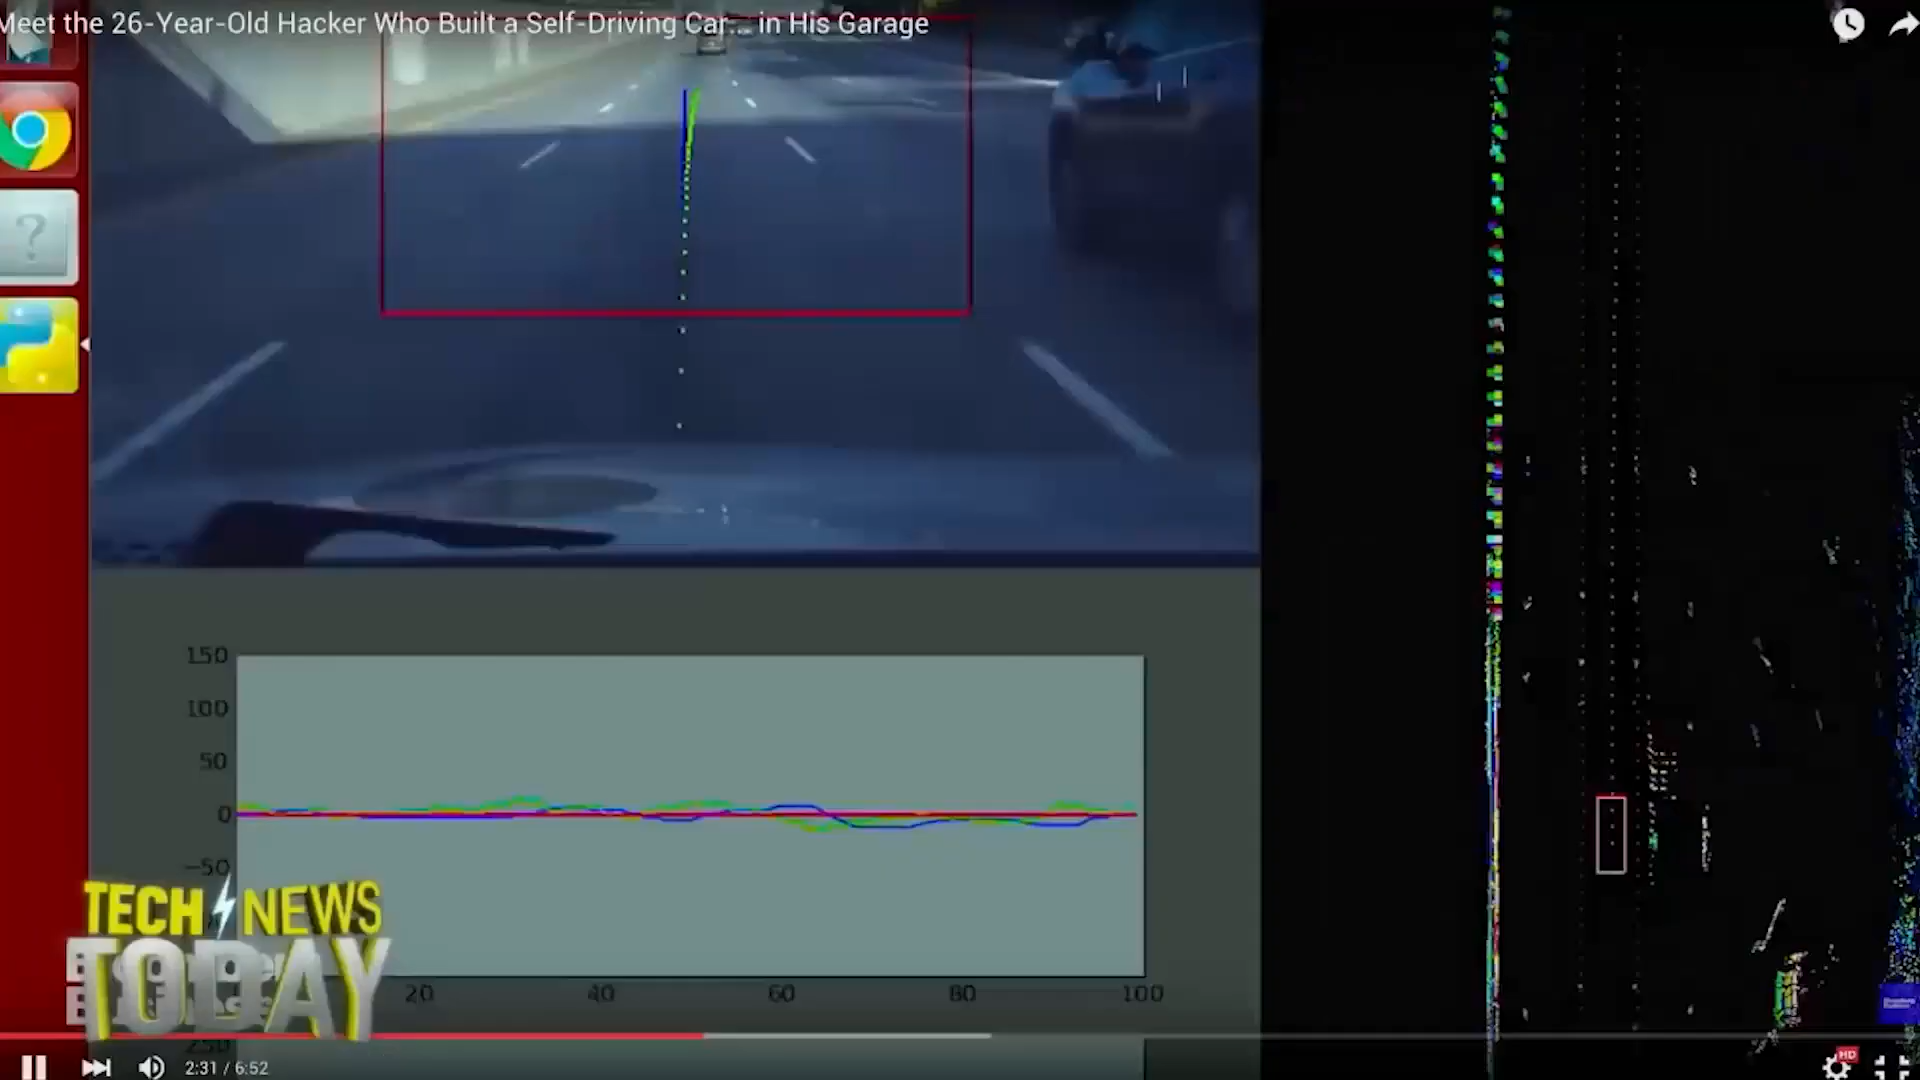 Meet the 26-Year-Old Hacker Who Built a Self-Driving Car... in His Garage
?
150
100
50
0
−50
TECH NEWS
TODAY
20
40
60
80
100
2:31 / 6:52
HD